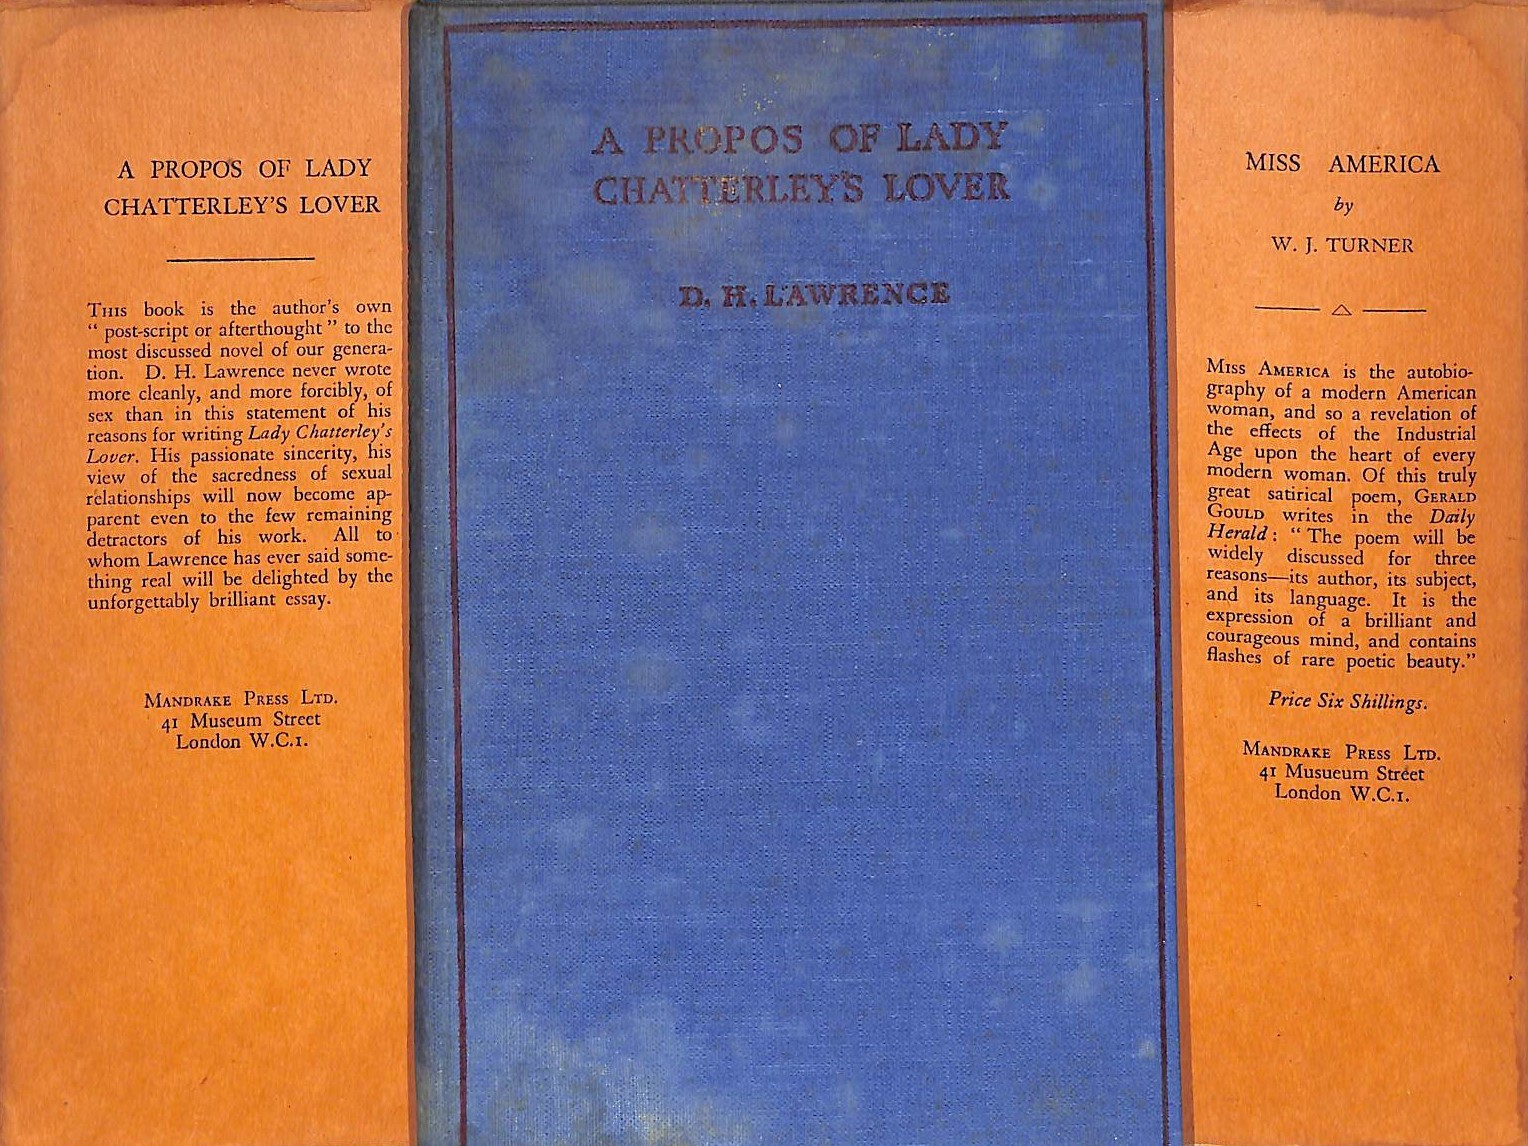 A PROPOS OF LADY
CHATTERLEY'S LOVER
THIS book is the author's own
" post-script or afterthought " to the
most discussed novel of our genera-
tion. D. H. Lawrence never wrote
more cleanly, and more forcibly, of
sex than in this statement of his
reasons for writing Lady Chatterley's
Lover. His passionate sincerity, his
view of the sacredness of sexual
relationships will now become ap-
parent even to the few remaining
detractors of his work. All to
whom Lawrence has ever said some-
thing real will be delighted by the
unforgettably brilliant essay.
MANDRAKE PRESS LTD.
41 Museum Street
London W.C.1.
A PROPOS OF LADY
CHATTERLEY'S LOVER
D. H. LAWRENCE
MISS AMERICA
by
W. J. TURNER
MISS AMERICA is the autobio-
graphy of a modern American
woman, and so a revelation of
the effects of the Industrial
Age upon the heart of every
modern woman. Of this truly
great satirical poem, GERALD
GOULD writes in the Daily
Herald : " The poem will be
widely discussed for three
reasons—its author, its subject,
and its language. It is the
expression of a brilliant and
courageous mind, and contains
flashes of rare poetic beauty."
Price Six Shillings.
MANDRAKE PRESS LTD.
41 Musueum Street
London W.C.1.